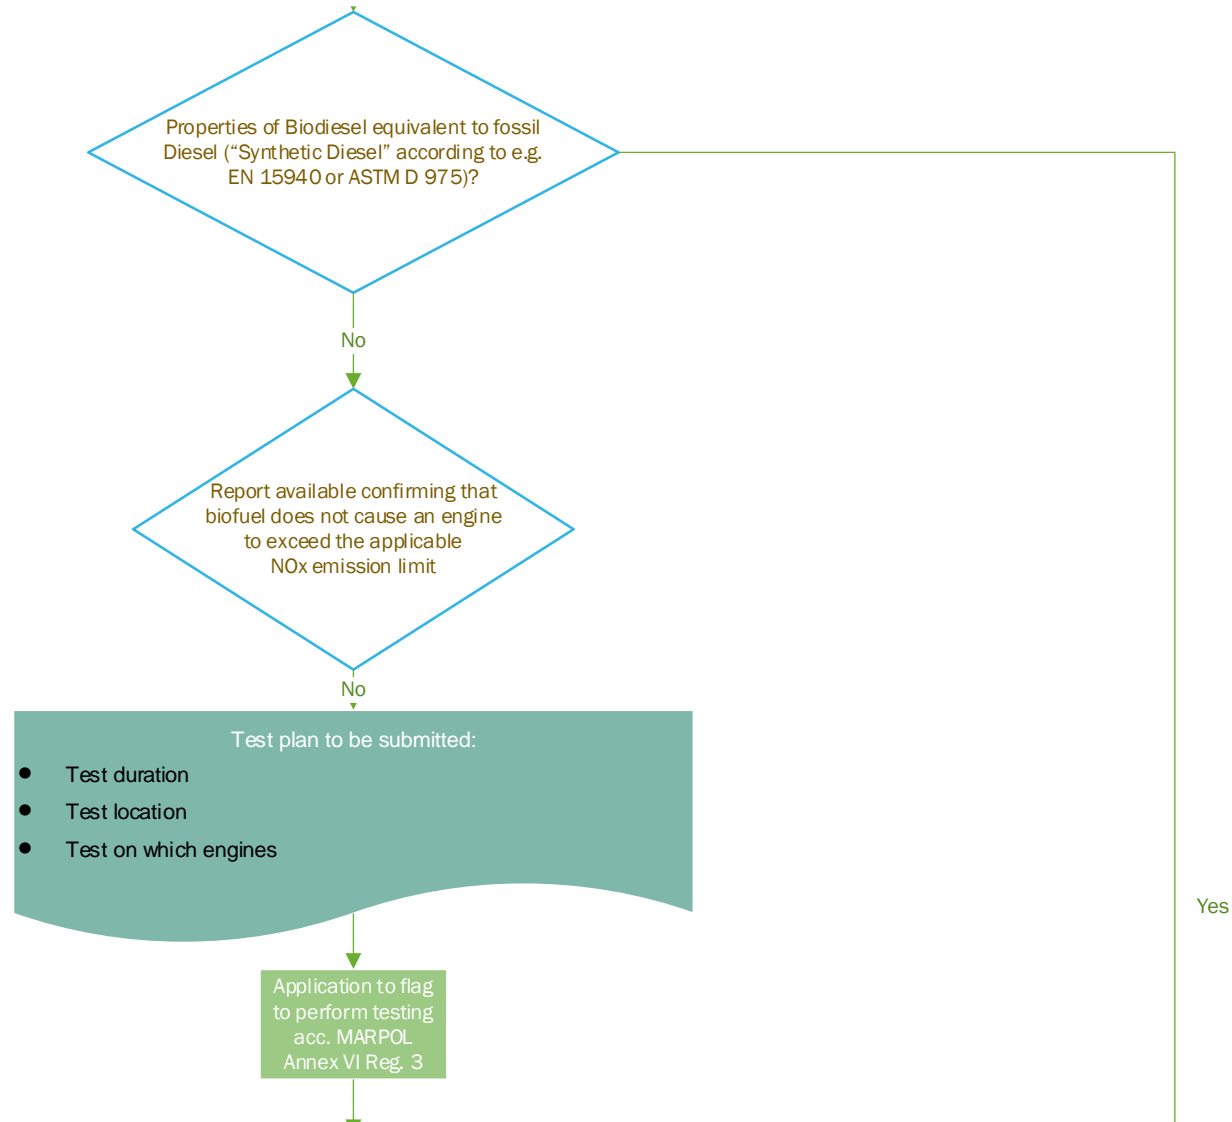 Properties of Biodiesel equivalent to fossil
Diesel (“Synthetic Diesel” according to e.g.
EN 15940 or ASTM D 975)?
No
Report available confirming that
biofuel does not cause an engine
to exceed the applicable
NOx emission limit
No
Test plan to be submitted:
● Test duration
● Test location
● Test on which engines
Yes
Application to flag
to perform testing
acc. MARPOL
Annex VI Reg. 3